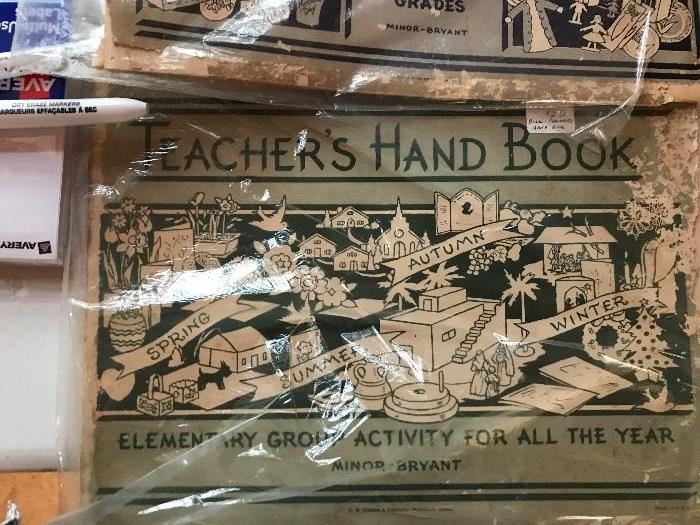 GRADES
MINOR-BRYANT
AVERY
DRY ERASE MARKERS
MARQUEURS EFFAÇABLES À SEC
AVERY
TEACHER'S HAND BOOK
AUTUMN
SPRING
SUMMER
WINTER
ELEMENTARY GROUP ACTIVITY FOR ALL THE YEAR
MINOR-BRYANT